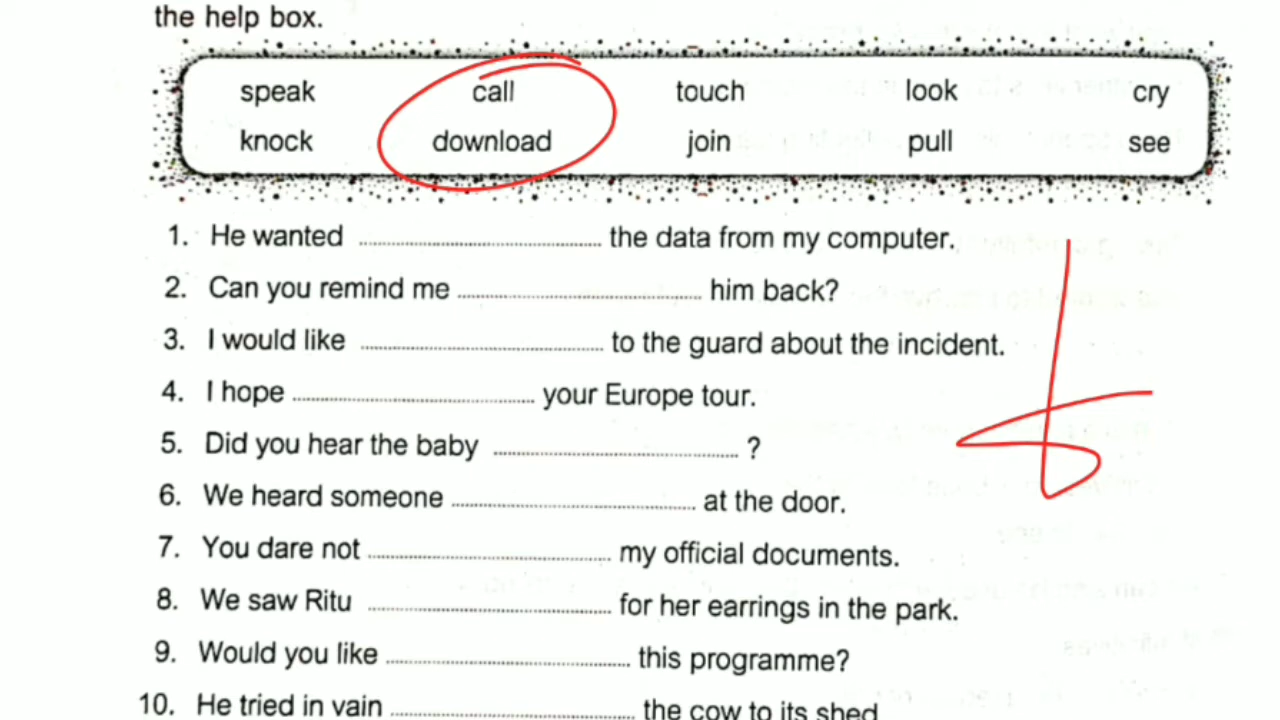 the help box.
speak call touch look cry
knock download join pull see
1. He wanted ........................ the data from my computer.
2. Can you remind me ........................ him back?
3. I would like ........................ to the guard about the incident.
4. I hope ........................ your Europe tour.
5. Did you hear the baby ........................ ?
6. We heard someone ........................ at the door.
7. You dare not ........................ my official documents.
8. We saw Ritu ........................ for her earrings in the park.
9. Would you like ........................ this programme?
10. He tried in vain ........................ the cow to its shed